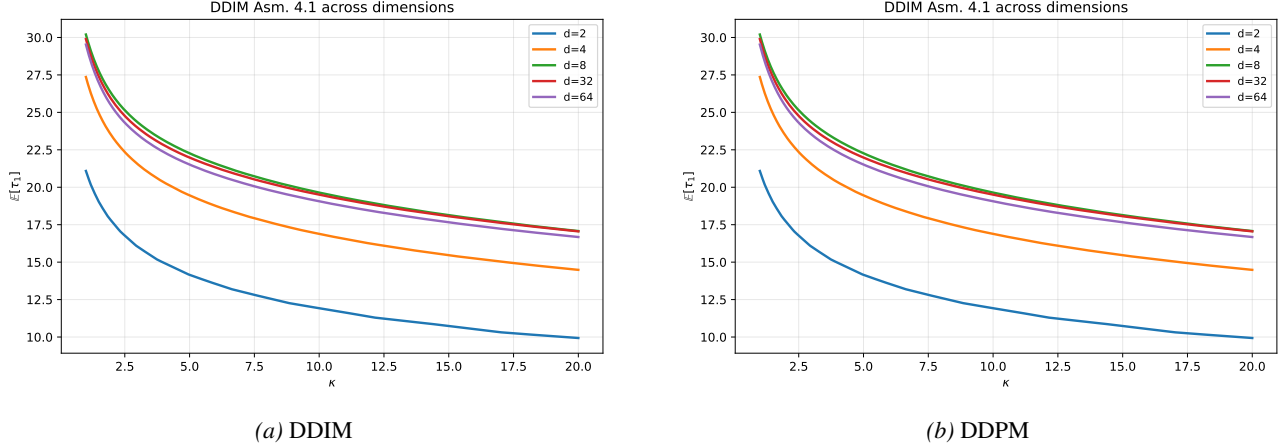 DDIM Asm. 4.1 across dimensions
d=2
d=4
d=8
d=32
d=64
30.0
27.5
25.0
22.5
20.0
17.5
15.0
12.5
10.0
𝔼[τ₁]
2.5 5.0 7.5 10.0 12.5 15.0 17.5 20.0
κ
(a) DDIM
DDIM Asm. 4.1 across dimensions
d=2
d=4
d=8
d=32
d=64
30.0
27.5
25.0
22.5
20.0
17.5
15.0
12.5
10.0
𝔼[τ₁]
2.5 5.0 7.5 10.0 12.5 15.0 17.5 20.0
κ
(b) DDPM